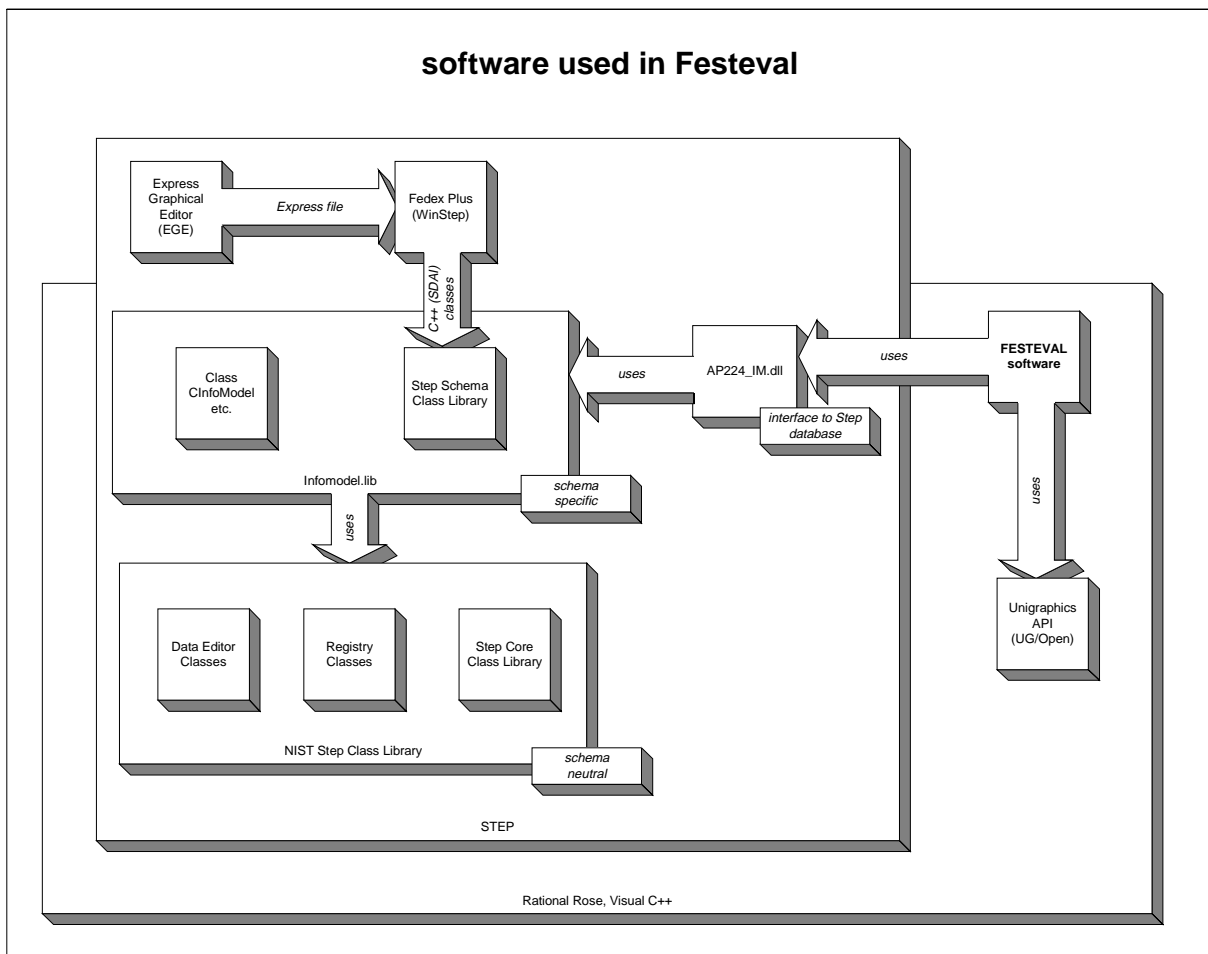 software used in Festeval
Express
Graphical
Editor
(EGE)
Express file
Fedex Plus
(WinStep)
C++ (SDAI)
classes
Class
CInfoModel
etc.
Step Schema
Class Library
uses
AP224_IM.dll
interface to Step
database
uses
FESTEVAL
software
Infomodel.lib
schema
specific
uses
uses
Unigraphics
API
(UG/Open)
Data Editor
Classes
Registry
Classes
Step Core
Class Library
NIST Step Class Library
schema
neutral
STEP
Rational Rose, Visual C++